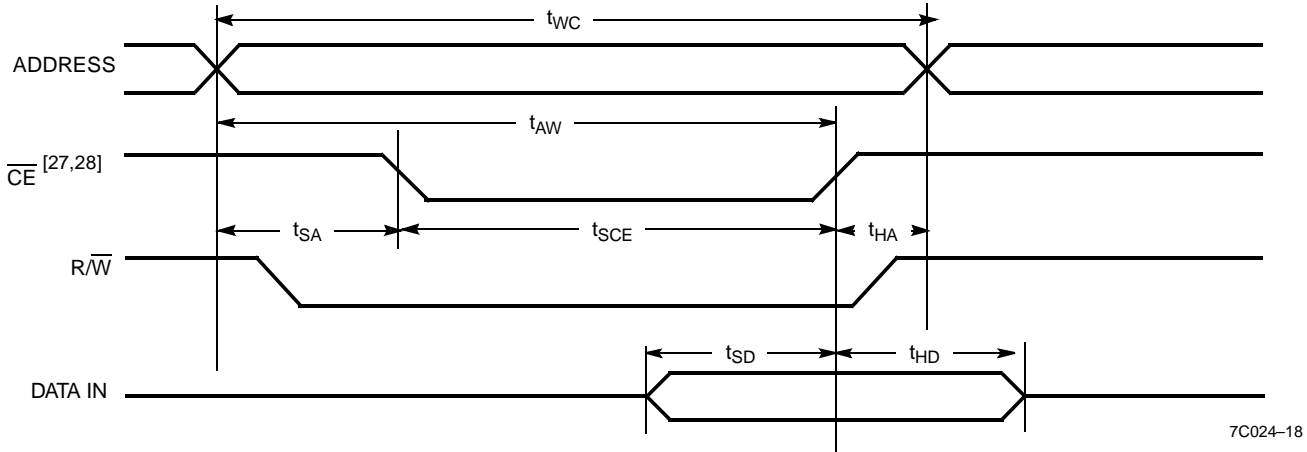 tWC
ADDRESS
tAW
CE [27,28]
tSA
tSCE
tHA
R/W
tSD
tHD
DATA IN
7C024–18